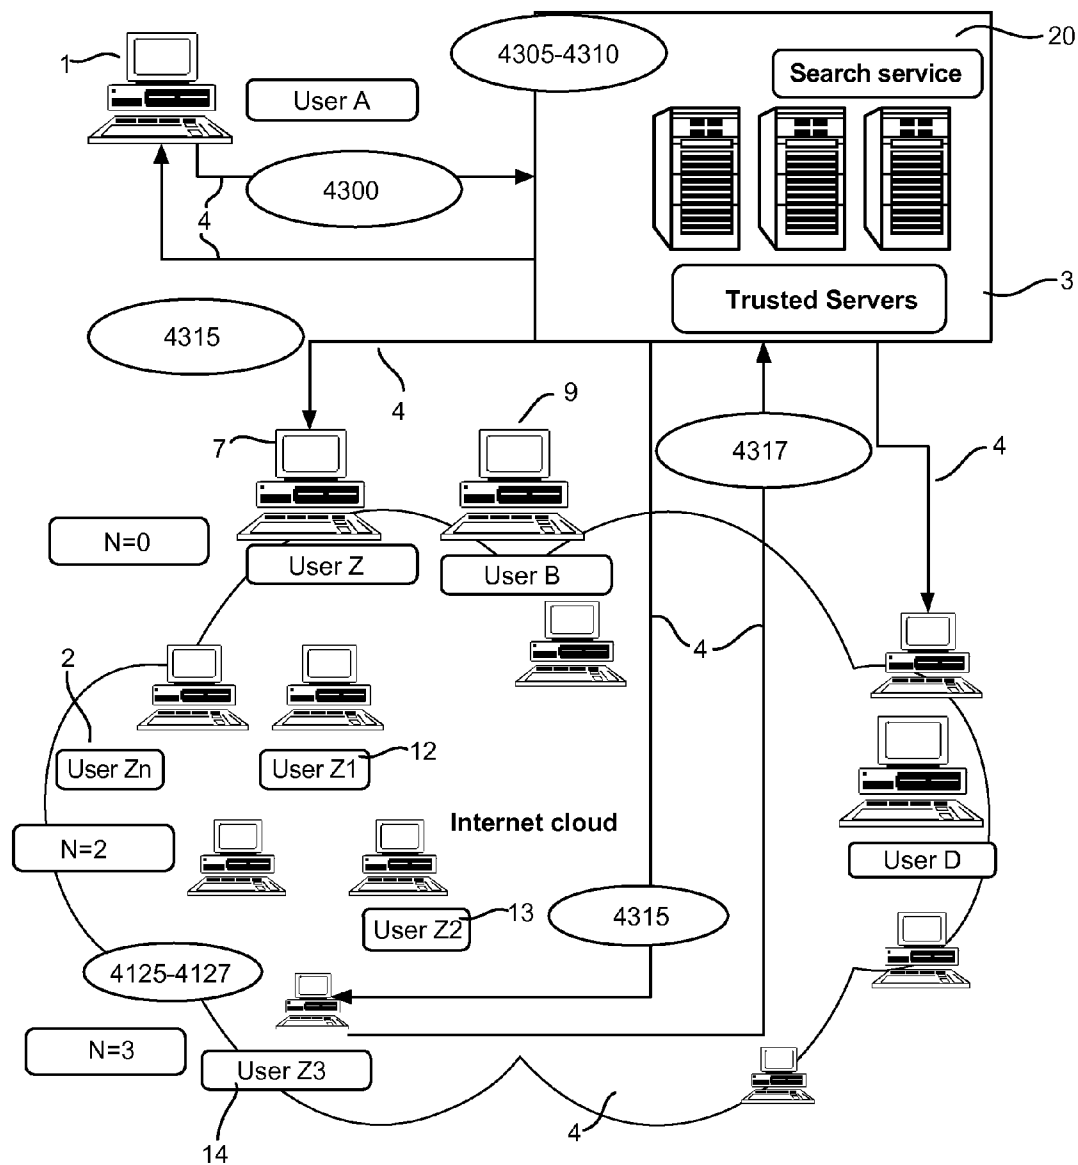 1
User A
4305-4310
20
Search service
4300
4
4
Trusted Servers
3
4315
4
7
9
4317
4
N=0
User Z
User B
4
2
User Zn
User Z1
12
Internet cloud
N=2
User D
User Z2
13
4315
4125-4127
N=3
User Z3
14
4